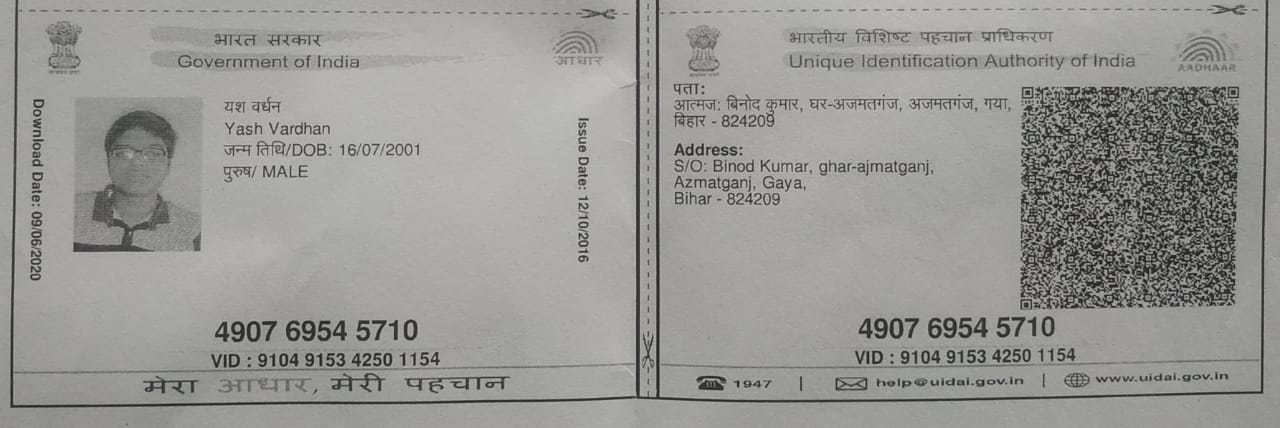 भारत सरकार
Government of India
आधार
Download Date: 09/06/2020
यश वर्धन
Yash Vardhan
जन्म तिथि/DOB: 16/07/2001
पुरुष/ MALE
Issue Date: 12/10/2016
4907 6954 5710
VID : 9104 9153 4250 1154
मेरा आधार, मेरी पहचान
भारतीय विशिष्ट पहचान प्राधिकरण
Unique Identification Authority of India
AADHAAR
पता:
आत्मज: बिनोद कुमार, घर-अजमतगंज, अजमतगंज, गया,
बिहार - 824209
Address:
S/O: Binod Kumar, ghar-ajmatganj,
Azmatganj, Gaya,
Bihar - 824209
4907 6954 5710
VID : 9104 9153 4250 1154
1947 | help@uidai.gov.in | www.uidai.gov.in